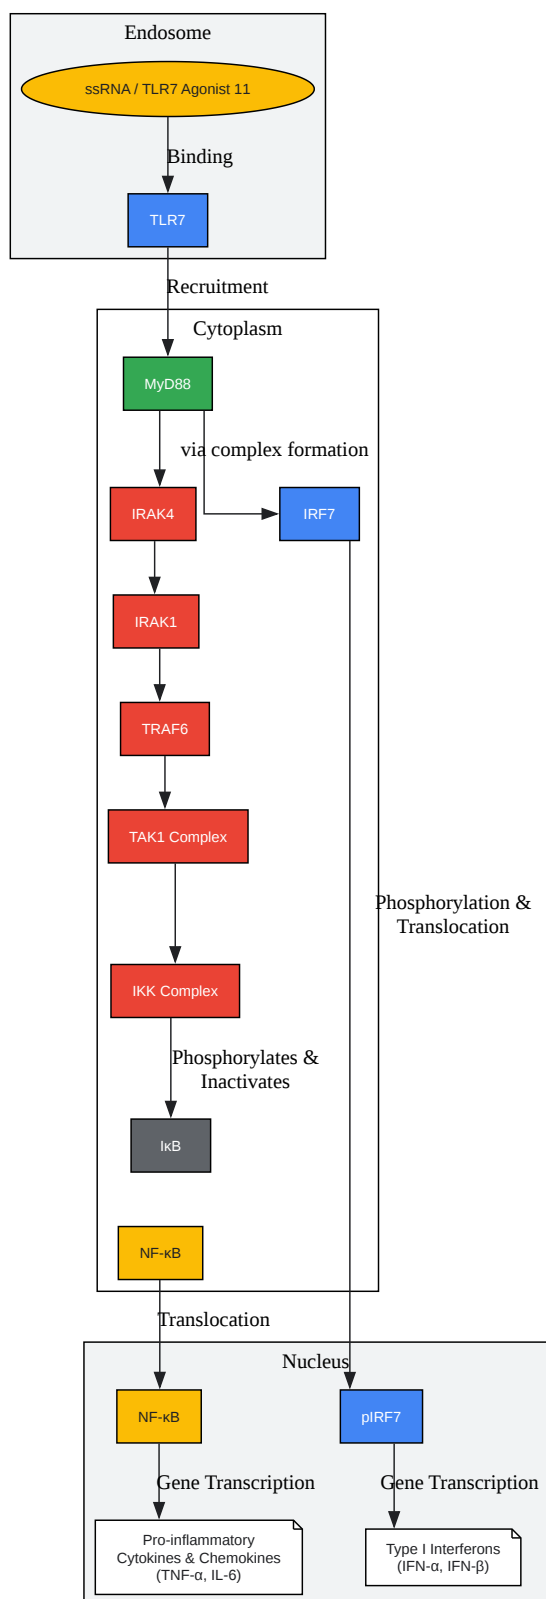 Endosome
ssRNA / TLR7 Agonist 11
Binding
TLR7
Recruitment
Cytoplasm
MyD88
via complex formation
IRAK4
IRF7
IRAK1
TRAF6
TAK1 Complex
Phosphorylation &
Translocation
IKK Complex
Phosphorylates &
Inactivates
IκB
NF-κB
Translocation
Nucleus
NF-κB
pIRF7
Gene Transcription
Gene Transcription
Pro-inflammatory
Cytokines & Chemokines
(TNF-α, IL-6)
Type I Interferons
(IFN-α, IFN-β)